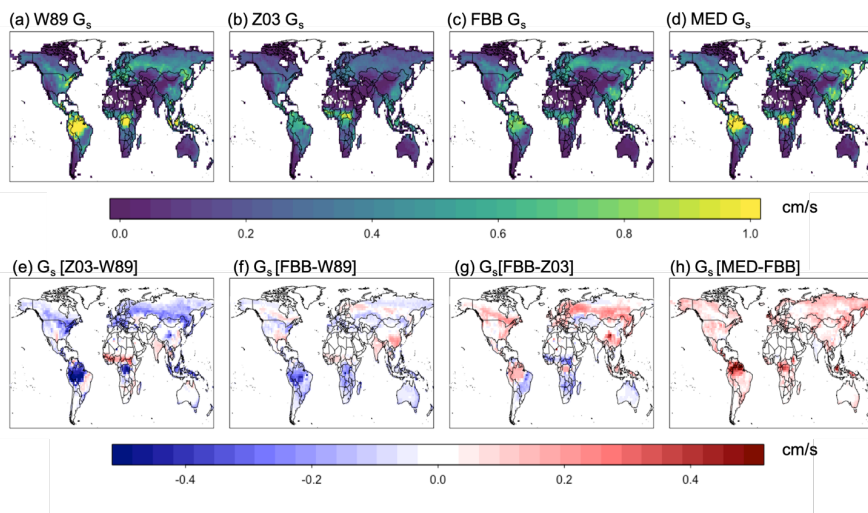 (a) W89 Gs
(b) Z03 Gs
(c) FBB Gs
(d) MED Gs
cm/s
0.0 0.2 0.4 0.6 0.8 1.0
(e) Gs [Z03-W89]
(f) Gs [FBB-W89]
(g) Gs[FBB-Z03]
(h) Gs [MED-FBB]
cm/s
-0.4 -0.2 0.0 0.2 0.4